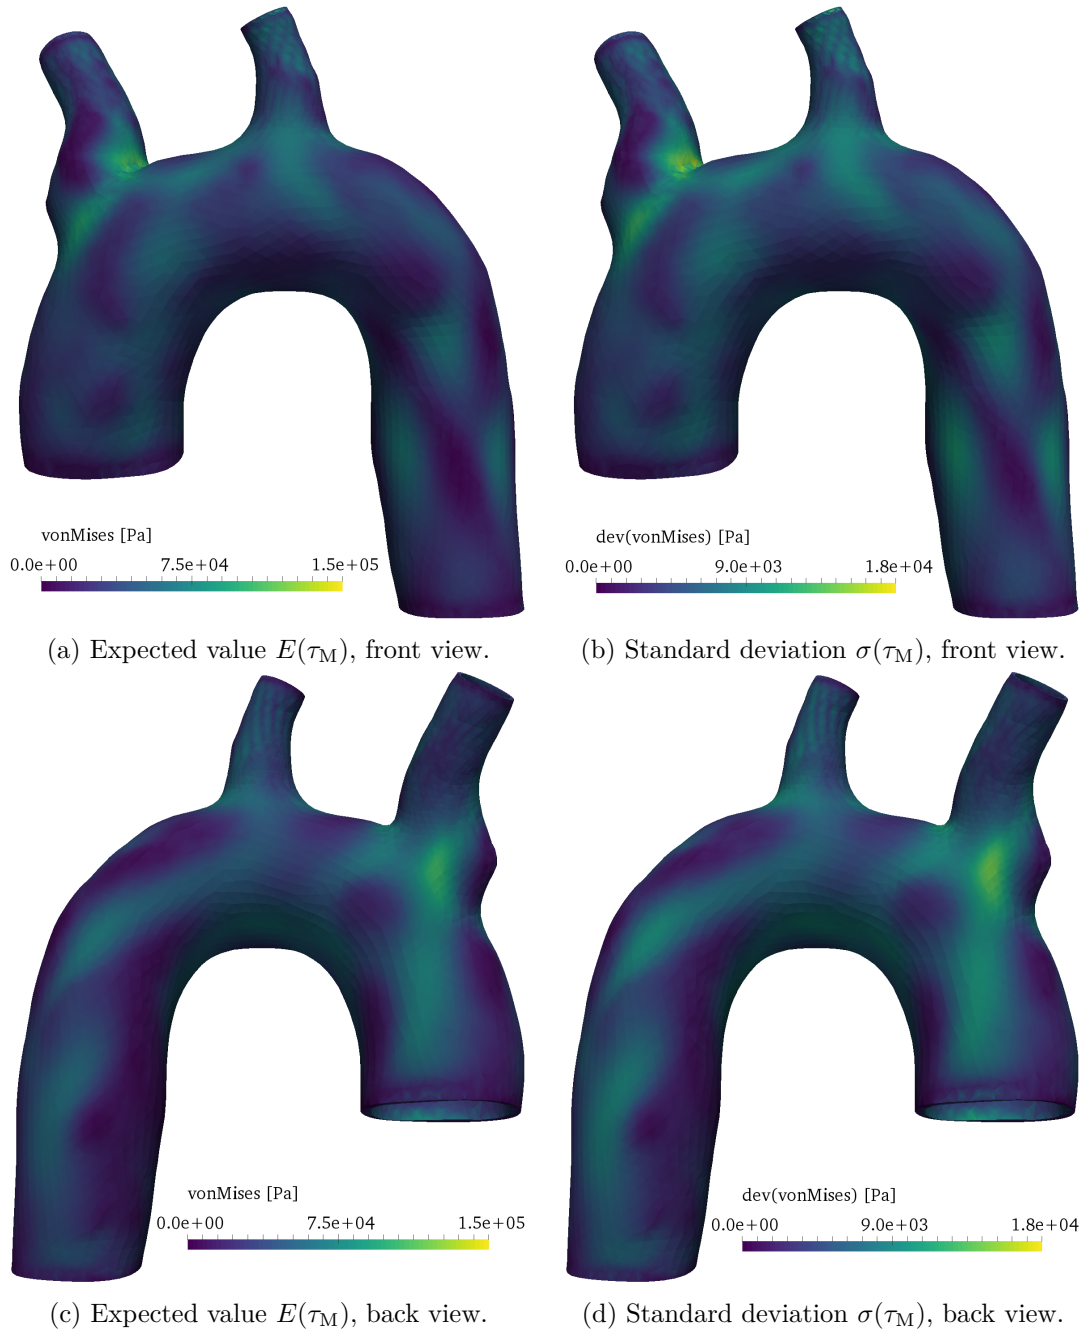 vonMises [Pa]
0.0e+00 7.5e+04 1.5e+05
dev(vonMises) [Pa]
0.0e+00 9.0e+03 1.8e+04
(a) Expected value E(τM), front view.
(b) Standard deviation σ(τM), front view.
vonMises [Pa]
0.0e+00 7.5e+04 1.5e+05
dev(vonMises) [Pa]
0.0e+00 9.0e+03 1.8e+04
(c) Expected value E(τM), back view.
(d) Standard deviation σ(τM), back view.